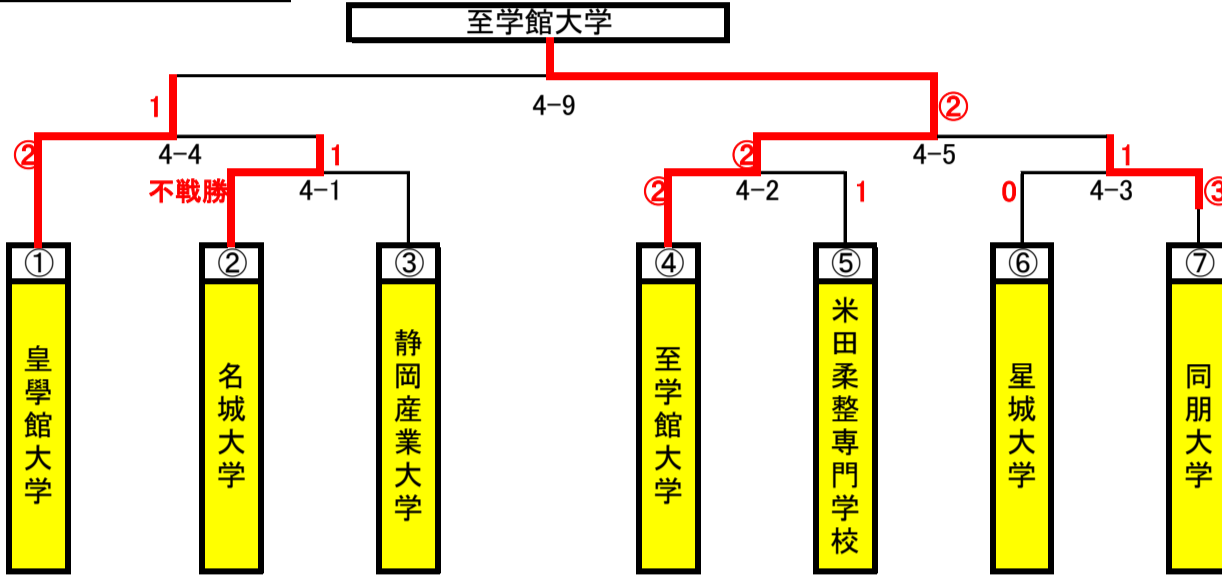 至学館大学
1
4-9
②
②
4-4
1
②
4-5
1
不戦勝
4-1
②
4-2
1
0
4-3
③
①
②
③
④
⑤
⑥
⑦
皇學館大学
名城大学
静岡産業大学
至学館大学
米田柔整専門学校
星城大学
同朋大学